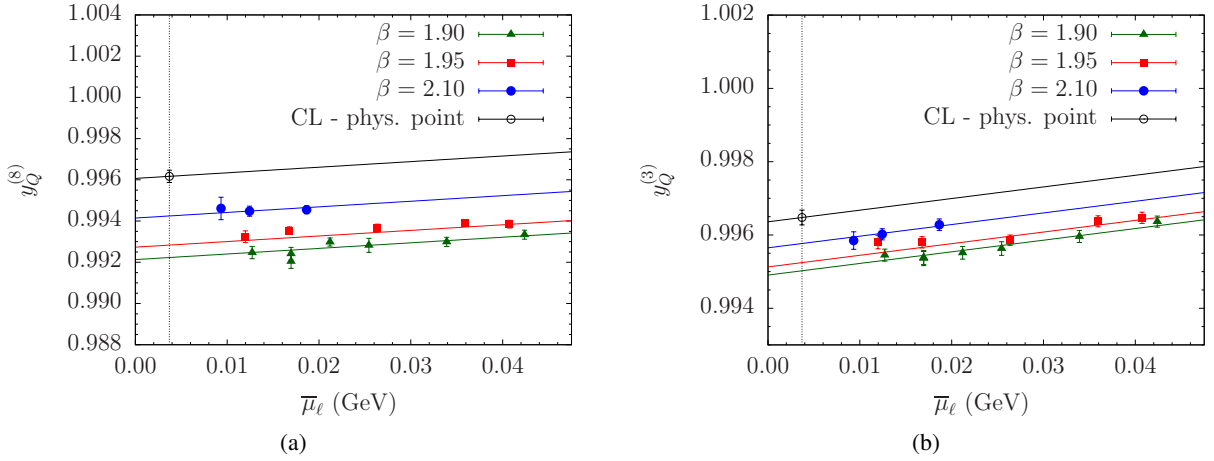 1.004
1.002
1.000
0.998
0.996
0.994
0.992
0.990
0.988
y_Q^{(8)}
β = 1.90
β = 1.95
β = 2.10
CL - phys. point
0.00 0.01 0.02 0.03 0.04
μ̅_ℓ (GeV)
(a)
1.002
1.000
0.998
0.996
0.994
y_Q^{(3)}
β = 1.90
β = 1.95
β = 2.10
CL - phys. point
0.00 0.01 0.02 0.03 0.04
μ̅_ℓ (GeV)
(b)